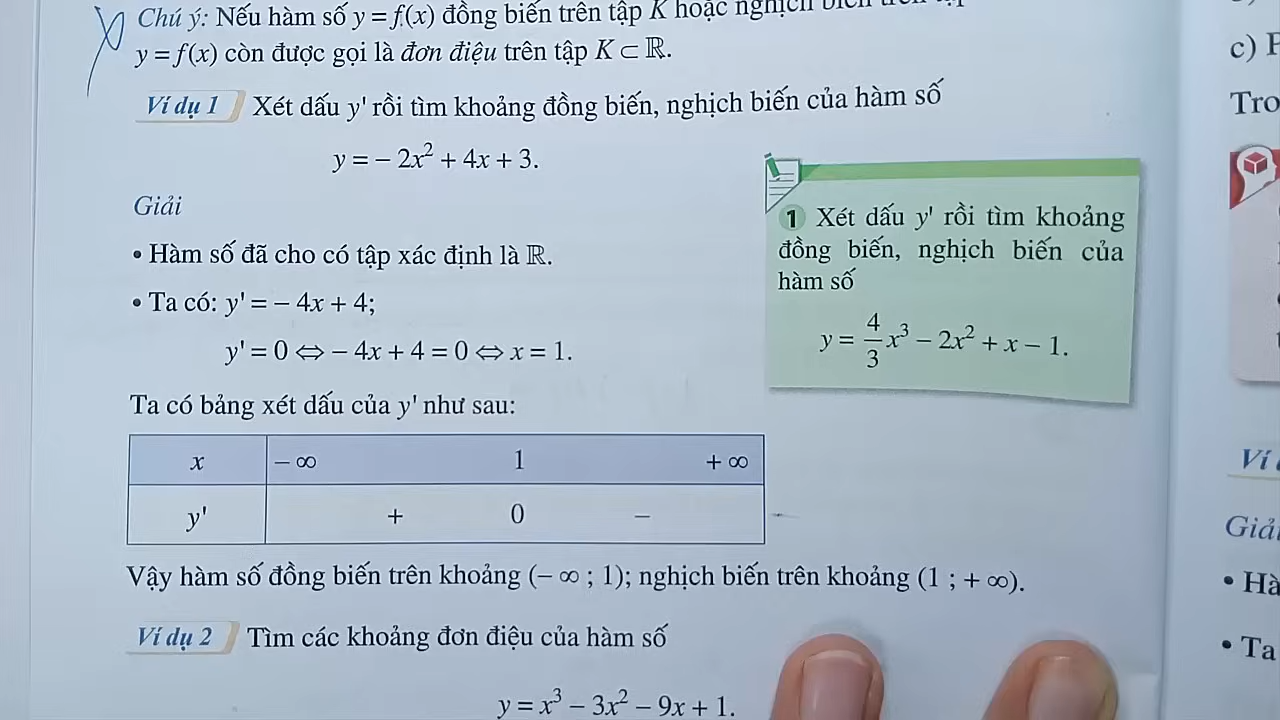 Chú ý: Nếu hàm số y = f(x) đồng biến trên tập K hoặc nghịch biến trên tập
y = f(x) còn được gọi là đơn điệu trên tập K ⊂ ℝ.
Ví dụ 1 Xét dấu y' rồi tìm khoảng đồng biến, nghịch biến của hàm số
y = – 2x² + 4x + 3.
Giải
• Hàm số đã cho có tập xác định là ℝ.
• Ta có: y' = – 4x + 4;
y' = 0 ⇔ – 4x + 4 = 0 ⇔ x = 1.
Ta có bảng xét dấu của y' như sau:
x – ∞ 1 + ∞
y' + 0 –
Vậy hàm số đồng biến trên khoảng (– ∞ ; 1); nghịch biến trên khoảng (1 ; + ∞).
Ví dụ 2 Tìm các khoảng đơn điệu của hàm số
y = x³ – 3x² – 9x + 1.
1 Xét dấu y' rồi tìm khoảng
đồng biến, nghịch biến của
hàm số
y = 4/3 x³ – 2x² + x – 1.
c)
Tro
Ví
Giải
• Hà
• Ta